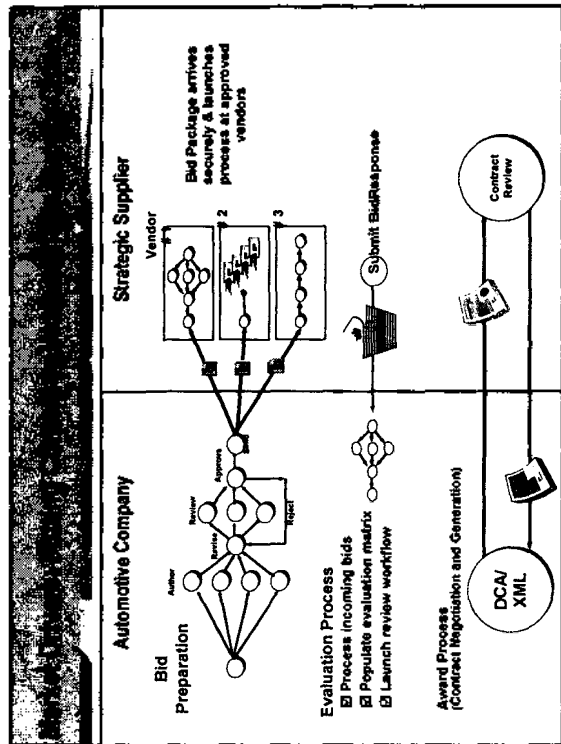 Automotive Company
Strategic Supplier
Bid
Preparation
Author
Revise
Review
Approve
Reject
Vendor
# 2
# 3
Bid Package arrives
securely & launches
process at approved
vendors
Evaluation Process
☑ Process incoming bids
☑ Populate evaluation matrix
☑ Launch review workflow
Submit BidResponse
Award Process
(Contract Negotiation and Generation)
DCA/
XML
Contract
Review